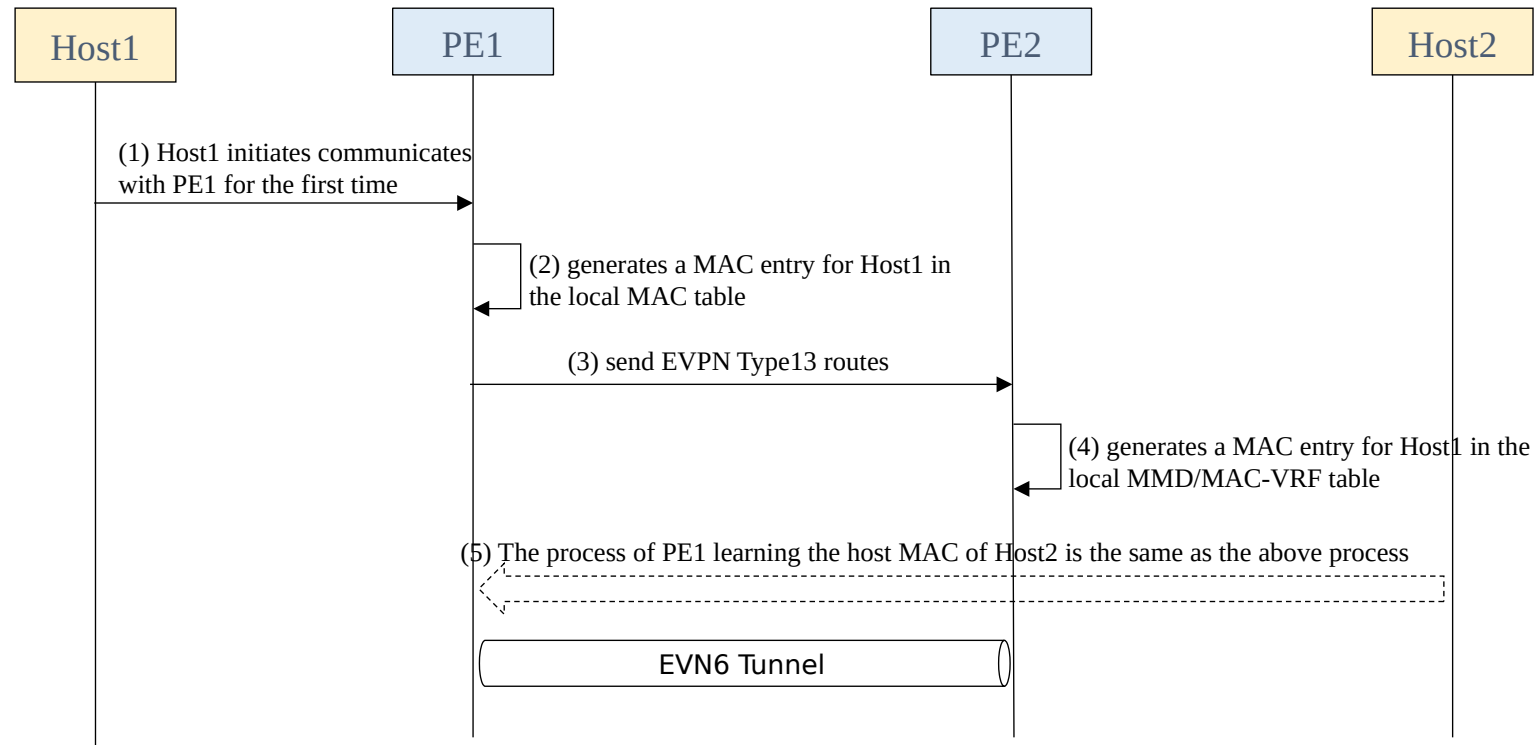 Host1
PE1
PE2
Host2
(1) Host1 initiates communicates
with PE1 for the first time
(2) generates a MAC entry for Host1 in
the local MAC table
(3) send EVPN Type13 routes
(4) generates a MAC entry for Host1 in the
local MMD/MAC-VRF table
(5) The process of PE1 learning the host MAC of Host2 is the same as the above process
EVN6 Tunnel